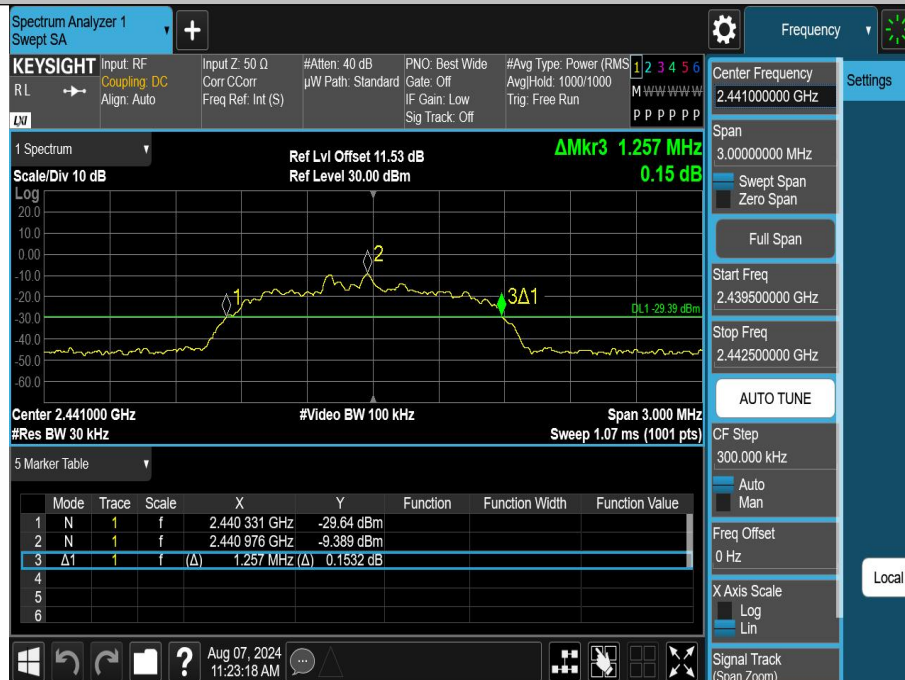 Spectrum Analyzer 1
Swept SA
+
Frequency
KEYSIGHT
RL
LXI
Input: RF
Coupling: DC
Align: Auto
Input Z: 50 Ω
Corr CCorr
Freq Ref: Int (S)
#Atten: 40 dB
µW Path: Standard
PNO: Best Wide
Gate: Off
IF Gain: Low
Sig Track: Off
#Avg Type: Power (RMS
Avg|Hold: 1000/1000
Trig: Free Run
1 2 3 4 5 6
M W W W W W
P P P P P P
1 Spectrum
Scale/Div 10 dB
Ref Lvl Offset 11.53 dB
Ref Level 30.00 dBm
ΔMkr3 1.257 MHz
0.15 dB
Log
20.0
10.0
0.00
-10.0
-20.0
-30.0
-40.0
-50.0
-60.0
1
2
3Δ1
DL1 -29.39 dBm
Center 2.441000 GHz
#Video BW 100 kHz
Span 3.000 MHz
#Res BW 30 kHz
Sweep 1.07 ms (1001 pts)
5 Marker Table
Mode Trace Scale X Y Function Function Width Function Value
1 N 1 f 2.440 331 GHz -29.64 dBm
2 N 1 f 2.440 976 GHz -9.389 dBm
3 Δ1 1 f (Δ) 1.257 MHz (Δ) 0.1532 dB
4
5
6
?
Aug 07, 2024
11:23:18 AM
Center Frequency
2.441000000 GHz
Settings
Span
3.00000000 MHz
Swept Span
Zero Span
Full Span
Start Freq
2.439500000 GHz
Stop Freq
2.442500000 GHz
AUTO TUNE
CF Step
300.000 kHz
Auto
Man
Freq Offset
0 Hz
Local
X Axis Scale
Log
Lin
Signal Track
(Span Zoom)